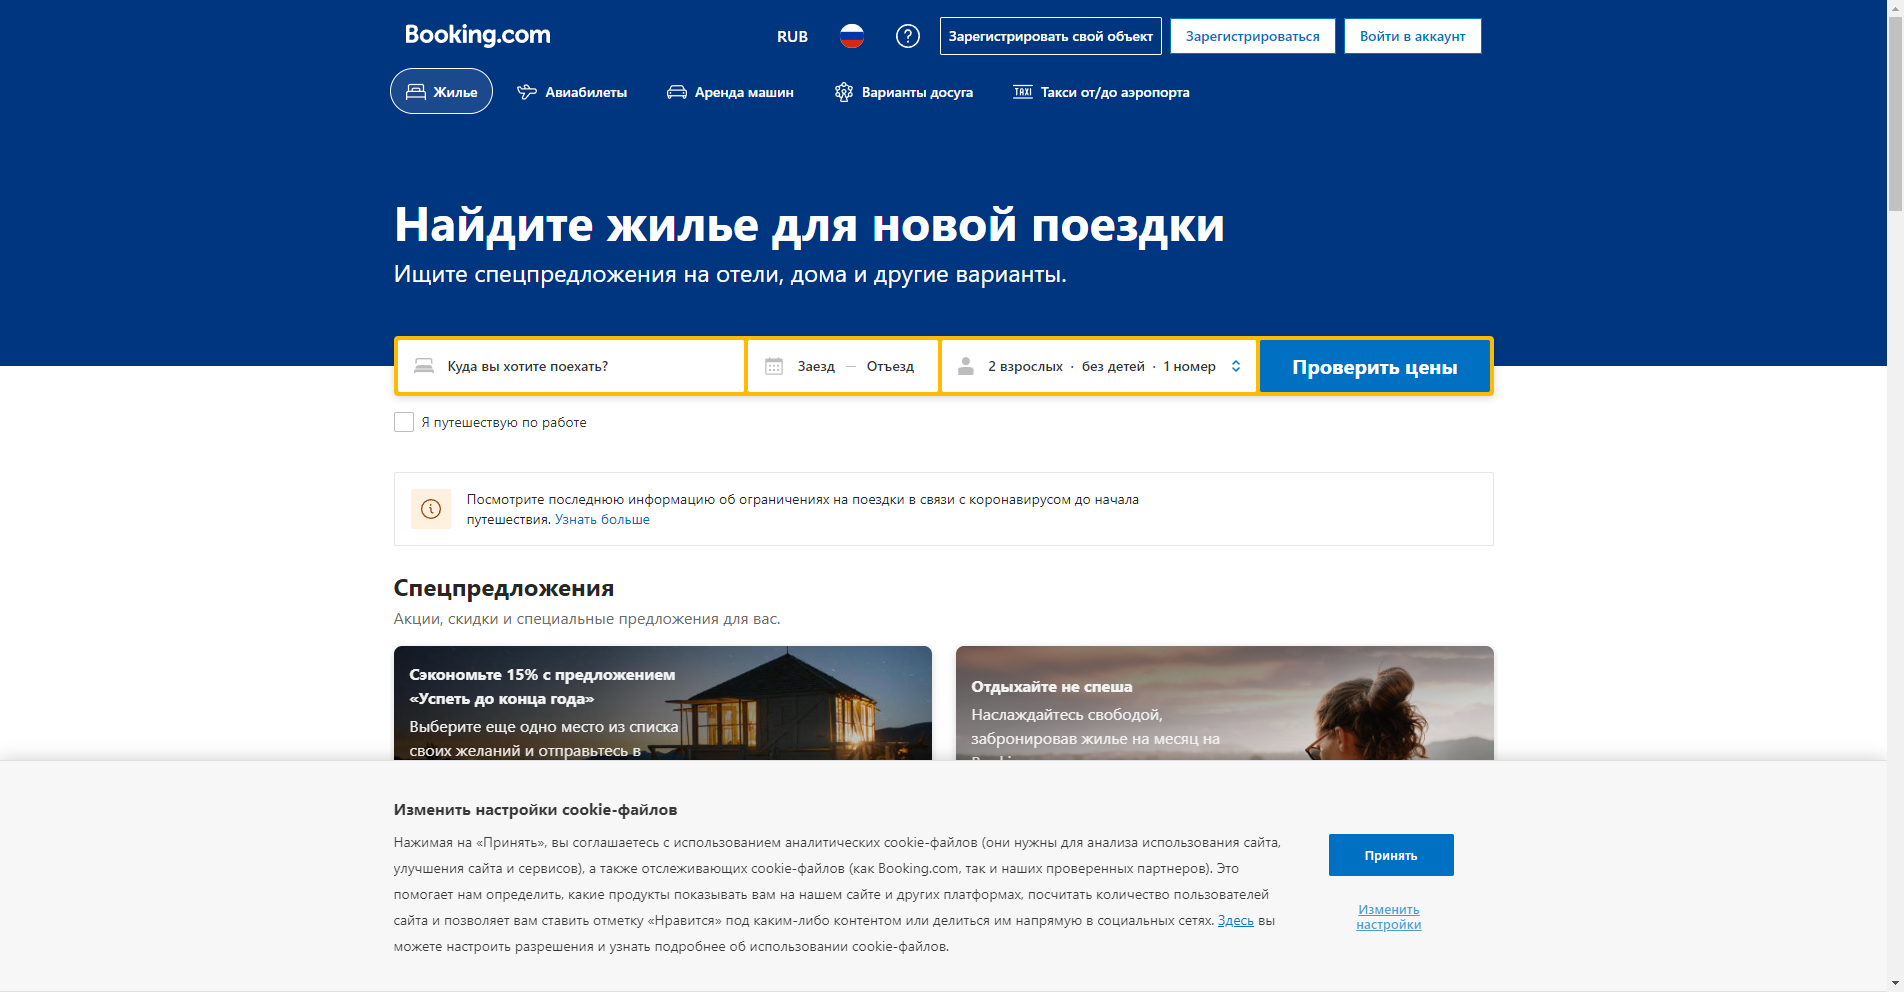 Booking.com
RUB
?
Зарегистрировать свой объект
Зарегистрироваться
Войти в аккаунт
Жилье
Авиабилеты
Аренда машин
Варианты досуга
TAXI
Такси от/до аэропорта
Найдите жилье для новой поездки
Ищите спецпредложения на отели, дома и другие варианты.
Куда вы хотите поехать?
Заезд — Отъезд
2 взрослых · без детей · 1 номер
Проверить цены
Я путешествую по работе
Посмотрите последнюю информацию об ограничениях на поездки в связи с коронавирусом до начала
путешествия. Узнать больше
Спецпредложения
Акции, скидки и специальные предложения для вас.
Сэкономьте 15% с предложением
«Успеть до конца года»
Выберите еще одно место из списка
своих желаний и отправьтесь в
Отдыхайте не спеша
Наслаждайтесь свободой,
забронировав жилье на месяц на
Изменить настройки cookie-файлов
Нажимая на «Принять», вы соглашаетесь с использованием аналитических cookie-файлов (они нужны для анализа использования сайта,
улучшения сайта и сервисов), а также отслеживающих cookie-файлов (как Booking.com, так и наших проверенных партнеров). Это
помогает нам определить, какие продукты показывать вам на нашем сайте и других платформах, посчитать количество пользователей
сайта и позволяет вам ставить отметку «Нравится» под каким-либо контентом или делиться им напрямую в социальных сетях. Здесь вы
можете настроить разрешения и узнать подробнее об использовании cookie-файлов.
Принять
Изменить
настройки